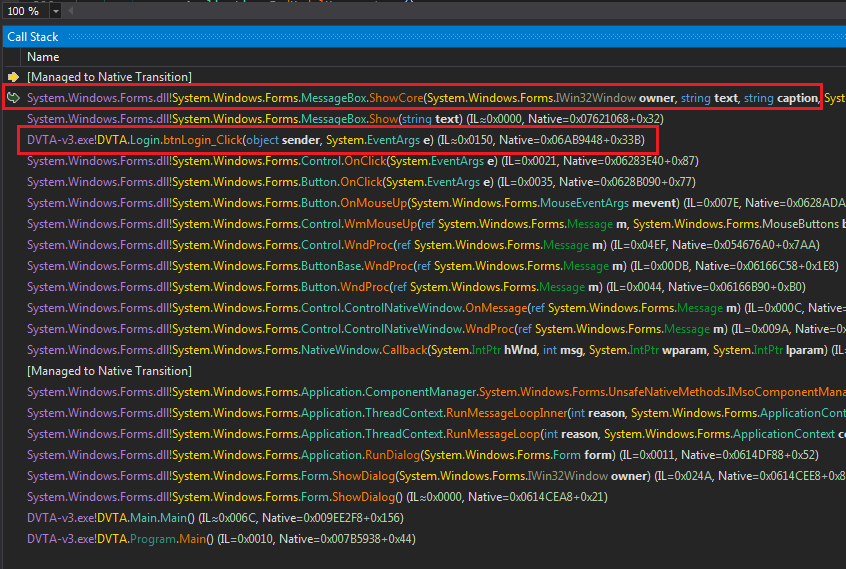 100 %
Call Stack
Name
[Managed to Native Transition]
System.Windows.Forms.dll!System.Windows.Forms.MessageBox.ShowCore(System.Windows.Forms.IWin32Window owner, string text, string caption, Syst
System.Windows.Forms.dll!System.Windows.Forms.MessageBox.Show(string text) (IL≈0x0000, Native=0x07621068+0x32)
DVTA-v3.exe!DVTA.Login.btnLogin_Click(object sender, System.EventArgs e) (IL≈0x0150, Native=0x06AB9448+0x33B)
System.Windows.Forms.dll!System.Windows.Forms.Control.OnClick(System.EventArgs e) (IL=0x0021, Native=0x06283E40+0x87)
System.Windows.Forms.dll!System.Windows.Forms.Button.OnClick(System.EventArgs e) (IL=0x0035, Native=0x0628B090+0x77)
System.Windows.Forms.dll!System.Windows.Forms.Button.OnMouseUp(System.Windows.Forms.MouseEventArgs mevent) (IL=0x007E, Native=0x0628ADA
System.Windows.Forms.dll!System.Windows.Forms.Control.WmMouseUp(ref System.Windows.Forms.Message m, System.Windows.Forms.MouseButtons b
System.Windows.Forms.dll!System.Windows.Forms.Control.WndProc(ref System.Windows.Forms.Message m) (IL=0x04EF, Native=0x054676A0+0x7AA)
System.Windows.Forms.dll!System.Windows.Forms.ButtonBase.WndProc(ref System.Windows.Forms.Message m) (IL=0x00DB, Native=0x06166C58+0x1E8)
System.Windows.Forms.dll!System.Windows.Forms.Button.WndProc(ref System.Windows.Forms.Message m) (IL=0x0044, Native=0x06166B90+0xB0)
System.Windows.Forms.dll!System.Windows.Forms.Control.ControlNativeWindow.OnMessage(ref System.Windows.Forms.Message m) (IL=0x000C, Native=
System.Windows.Forms.dll!System.Windows.Forms.Control.ControlNativeWindow.WndProc(ref System.Windows.Forms.Message m) (IL=0x009A, Native=0x
System.Windows.Forms.dll!System.Windows.Forms.NativeWindow.Callback(System.IntPtr hWnd, int msg, System.IntPtr wparam, System.IntPtr lparam) (IL=
[Managed to Native Transition]
System.Windows.Forms.dll!System.Windows.Forms.Application.ComponentManager.System.Windows.Forms.UnsafeNativeMethods.IMsoComponentMana
System.Windows.Forms.dll!System.Windows.Forms.Application.ThreadContext.RunMessageLoopInner(int reason, System.Windows.Forms.ApplicationCont
System.Windows.Forms.dll!System.Windows.Forms.Application.ThreadContext.RunMessageLoop(int reason, System.Windows.Forms.ApplicationContext co
System.Windows.Forms.dll!System.Windows.Forms.Application.RunDialog(System.Windows.Forms.Form form) (IL=0x0011, Native=0x0614DF88+0x52)
System.Windows.Forms.dll!System.Windows.Forms.Form.ShowDialog(System.Windows.Forms.IWin32Window owner) (IL=0x024A, Native=0x0614CEE8+0x8
System.Windows.Forms.dll!System.Windows.Forms.Form.ShowDialog() (IL≈0x0000, Native=0x0614CEA8+0x21)
DVTA-v3.exe!DVTA.Main.Main() (IL≈0x006C, Native=0x009EE2F8+0x156)
DVTA-v3.exe!DVTA.Program.Main() (IL=0x0010, Native=0x007B5938+0x44)